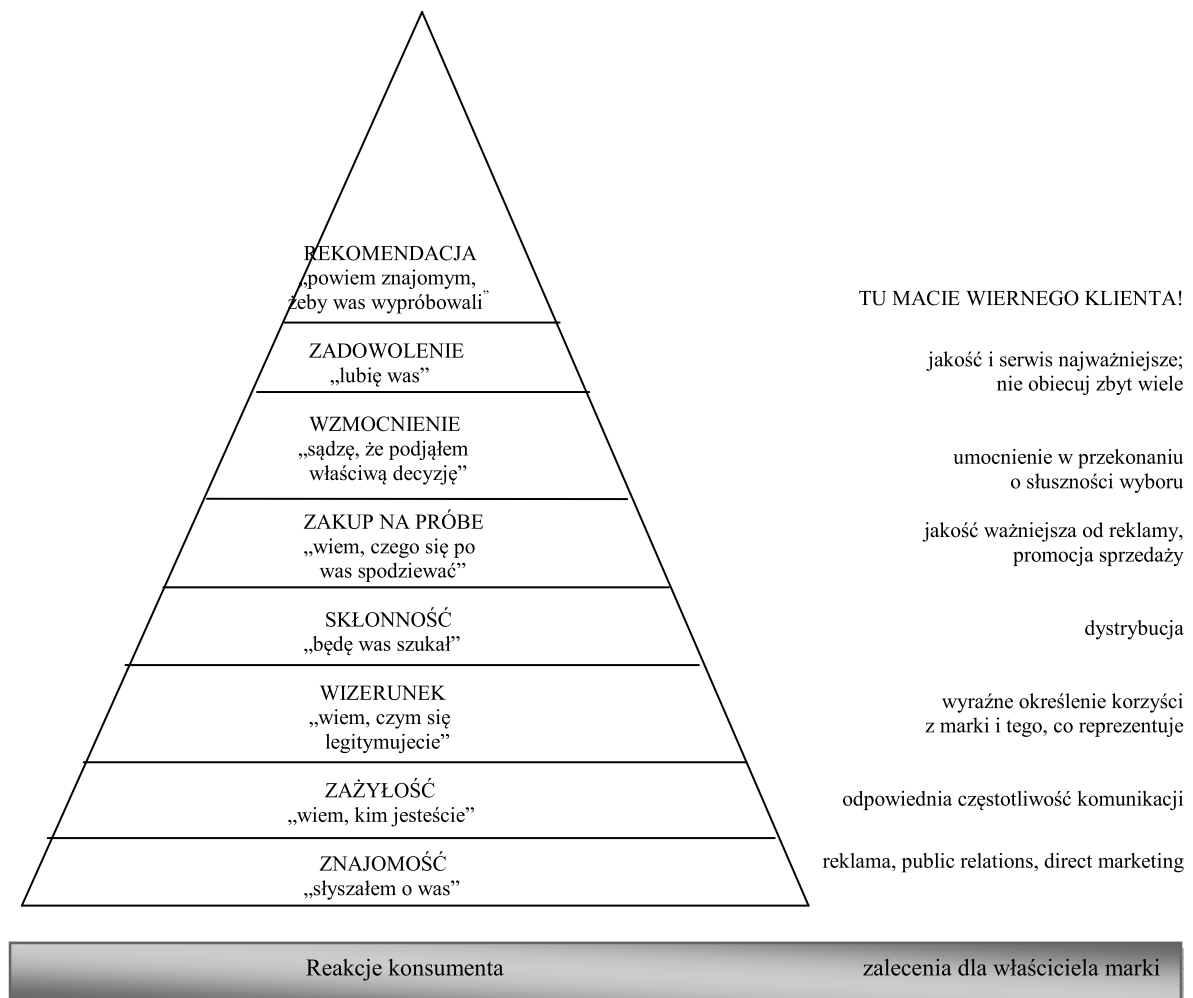 REKOMENDACJA
„powiem znajomym,
żeby was wypróbowali”
TU MACIE WIERNEGO KLIENTA!
ZADOWOLENIE
„lubię was”
jakość i serwis najważniejsze;
nie obiecuj zbyt wiele
WZMOCNIENIE
„sądzę, że podjąłem
właściwą decyzję”
umocnienie w przekonaniu
o słuszności wyboru
ZAKUP NA PRÓBE
„wiem, czego się po
was spodziewać”
jakość ważniejsza od reklamy,
promocja sprzedaży
SKŁONNOŚĆ
„będę was szukał”
dystrybucja
WIZERUNEK
„wiem, czym się
legitymujecie”
wyraźne określenie korzyści
z marki i tego, co reprezentuje
ZAŻYŁOŚĆ
„wiem, kim jesteście”
odpowiednia częstotliwość komunikacji
ZNAJOMOŚĆ
„słyszałem o was”
reklama, public relations, direct marketing
Reakcje konsumenta
zalecenia dla właściciela marki